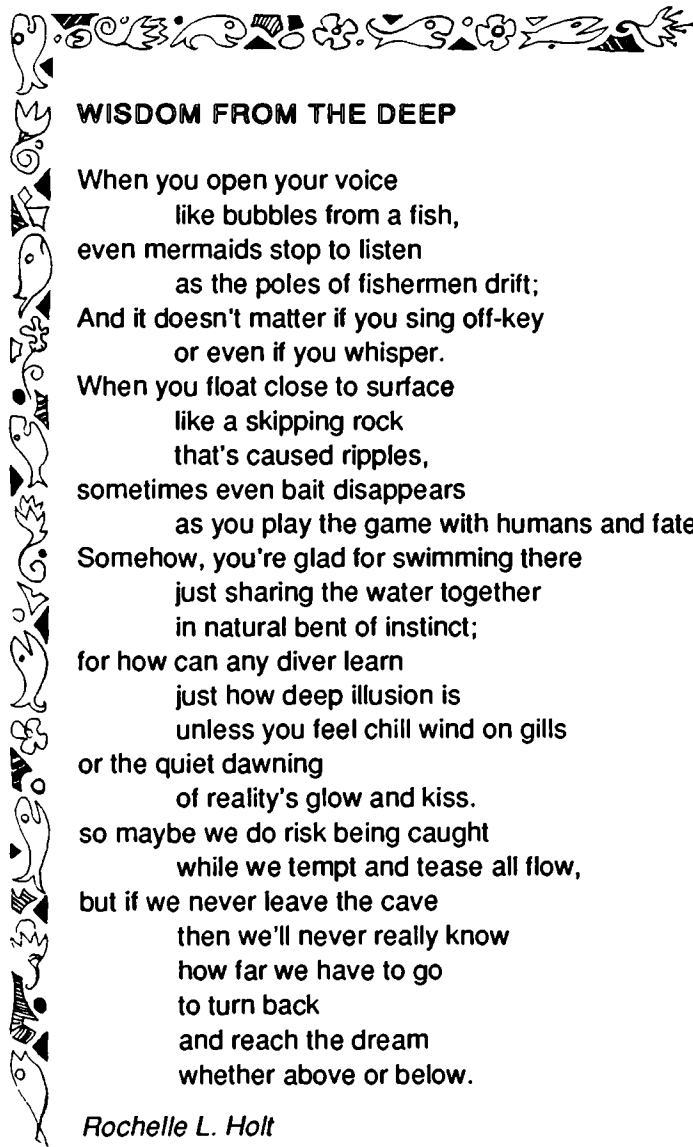 WISDOM FROM THE DEEP
When you open your voice
like bubbles from a fish,
even mermaids stop to listen
as the poles of fishermen drift;
And it doesn't matter if you sing off-key
or even if you whisper.
When you float close to surface
like a skipping rock
that's caused ripples,
sometimes even bait disappears
as you play the game with humans and fate
Somehow, you're glad for swimming there
just sharing the water together
in natural bent of instinct;
for how can any diver learn
just how deep illusion is
unless you feel chill wind on gills
or the quiet dawning
of reality's glow and kiss.
so maybe we do risk being caught
while we tempt and tease all flow,
but if we never leave the cave
then we'll never really know
how far we have to go
to turn back
and reach the dream
whether above or below.
Rochelle L. Holt